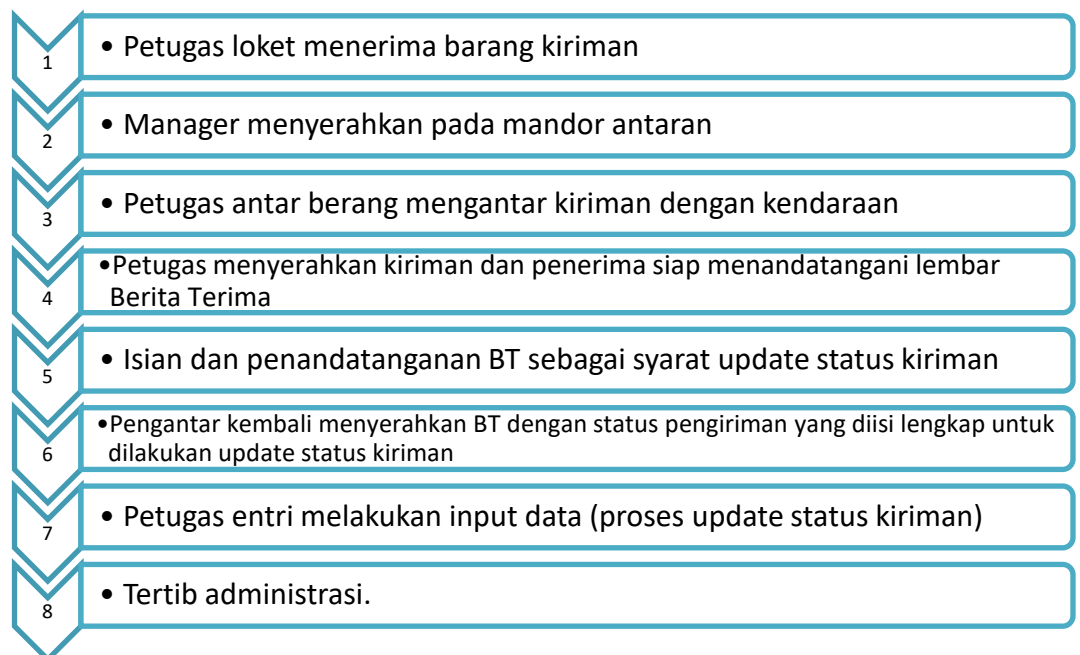 1
• Petugas loket menerima barang kiriman
2
• Manager menyerahkan pada mandor antaran
3
• Petugas antar berang mengantar kiriman dengan kendaraan
4
•Petugas menyerahkan kiriman dan penerima siap menandatangani lembar
Berita Terima
5
• Isian dan penandatanganan BT sebagai syarat update status kiriman
6
•Pengantar kembali menyerahkan BT dengan status pengiriman yang diisi lengkap untuk
dilakukan update status kiriman
7
• Petugas entri melakukan input data (proses update status kiriman)
8
• Tertib administrasi.